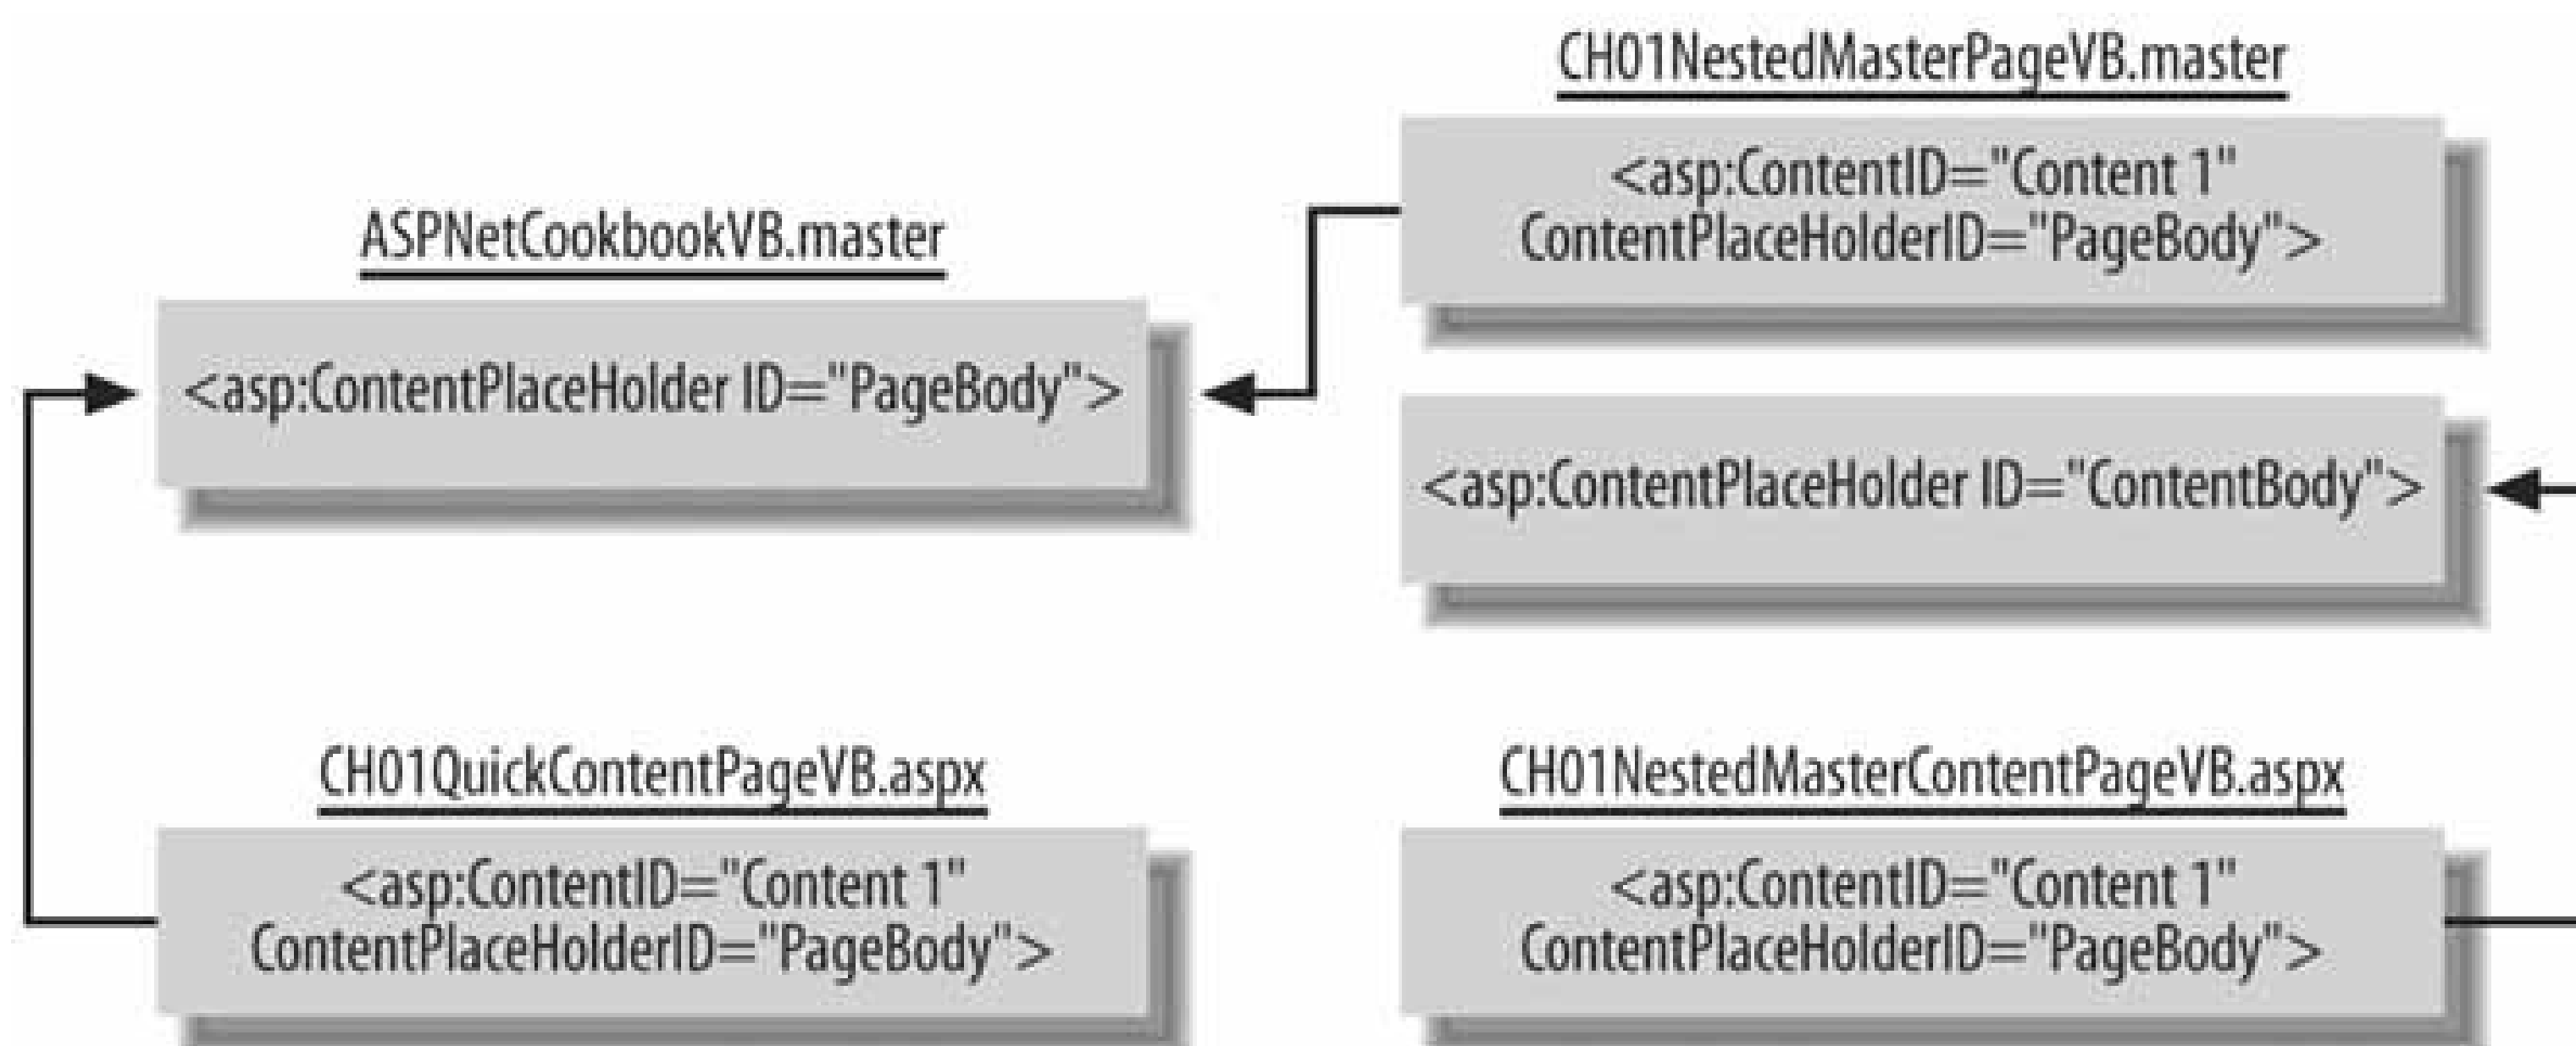 CH01NestedMasterPageVB.master
<asp:ContentID="Content 1"
ContentPlaceHolderID="PageBody">
ASPNetCookbookVB.master
<asp:ContentPlaceHolder ID="PageBody">
<asp:ContentPlaceHolder ID="ContentBody">
CH01QuickContentPageVB.aspx
<asp:ContentID="Content 1"
ContentPlaceHolderID="PageBody">
CH01NestedMasterContentPageVB.aspx
<asp:ContentID="Content 1"
ContentPlaceHolderID="PageBody">